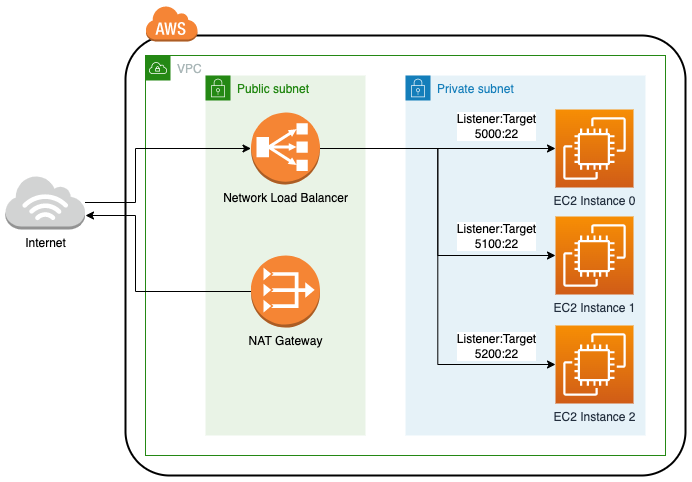 AWS
VPC
Public subnet
Private subnet
Listener:Target
5000:22
Network Load Balancer
EC2 Instance 0
Internet
Listener:Target
5100:22
EC2 Instance 1
NAT Gateway
Listener:Target
5200:22
EC2 Instance 2